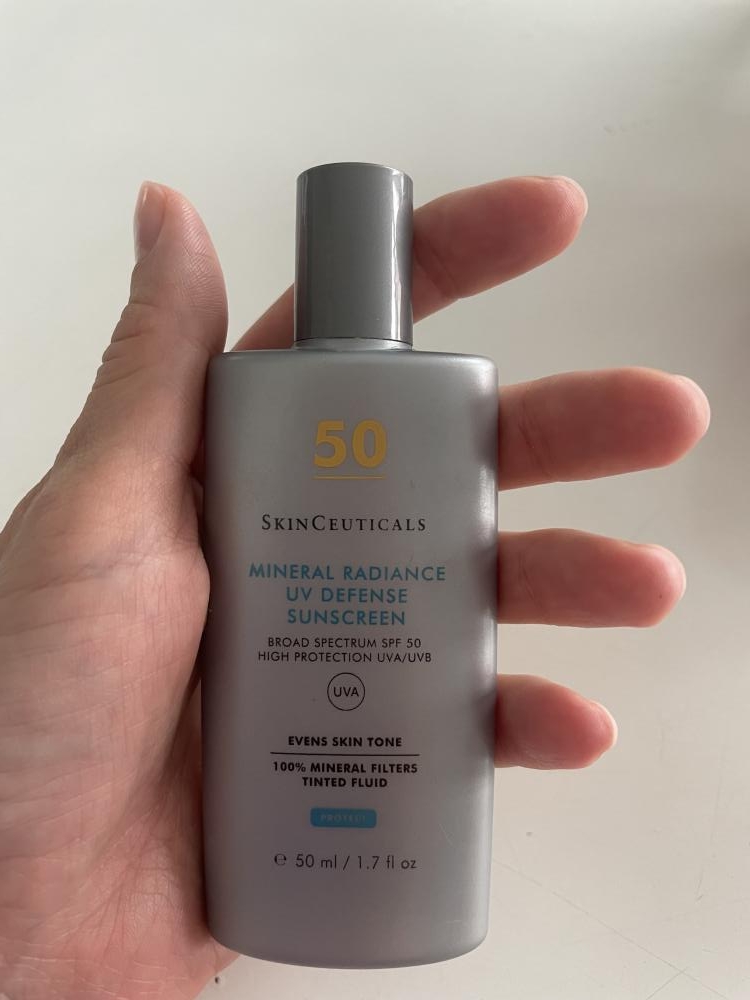 50
SKINCEUTICALS
MINERAL RADIANCE
UV DEFENSE
SUNSCREEN
BROAD SPECTRUM SPF 50
HIGH PROTECTION UVA/UVB
UVA
EVENS SKIN TONE
100% MINERAL FILTERS
TINTED FLUID
PROTECT
℮ 50 ml / 1.7 fl oz